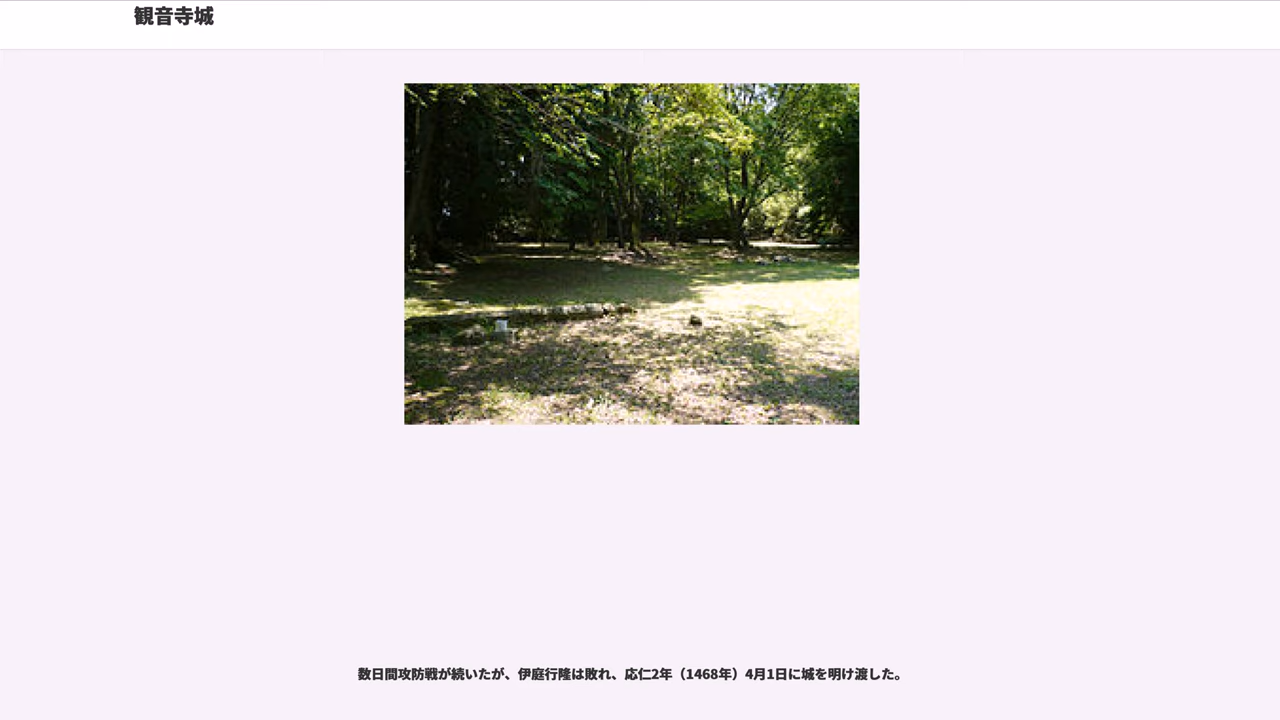 観音寺城
数日間攻防戦が続いたが、伊庭行隆は敗れ、応仁2年（1468年）4月1日に城を明け渡した。